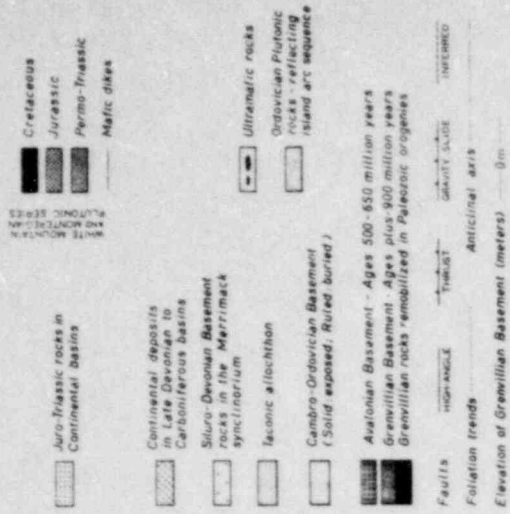 Juro-Triassic rocks in
Continental basins
Continental deposits
in Late Devonian to
Carboniferous basins
Siluro-Devonian Basement
rocks in the Merrimack
synclinorium
Taconic allochthon
Cambro-Ordovician Basement
(Solid exposed; Ruled buried)
WHITE MOUNTAIN
AND MONTEREGIAN
PLUTONIC SERIES
Cretaceous
Jurassic
Permo-Triassic
Mafic dikes
Ultramafic rocks
Ordovician Plutonic
rocks - reflecting
island arc sequence
Avalonian Basement - Ages 500-650 million years
Grenvillian Basement - Ages plus 900 million years
Grenvillian rocks remobilized in Paleozoic orogenies
Faults HIGH-ANGLE THRUST GRAVITY SLIDE INFERRED
Foliation trends Anticlinal axis
Elevation of Grenvillian Basement (meters) 0m